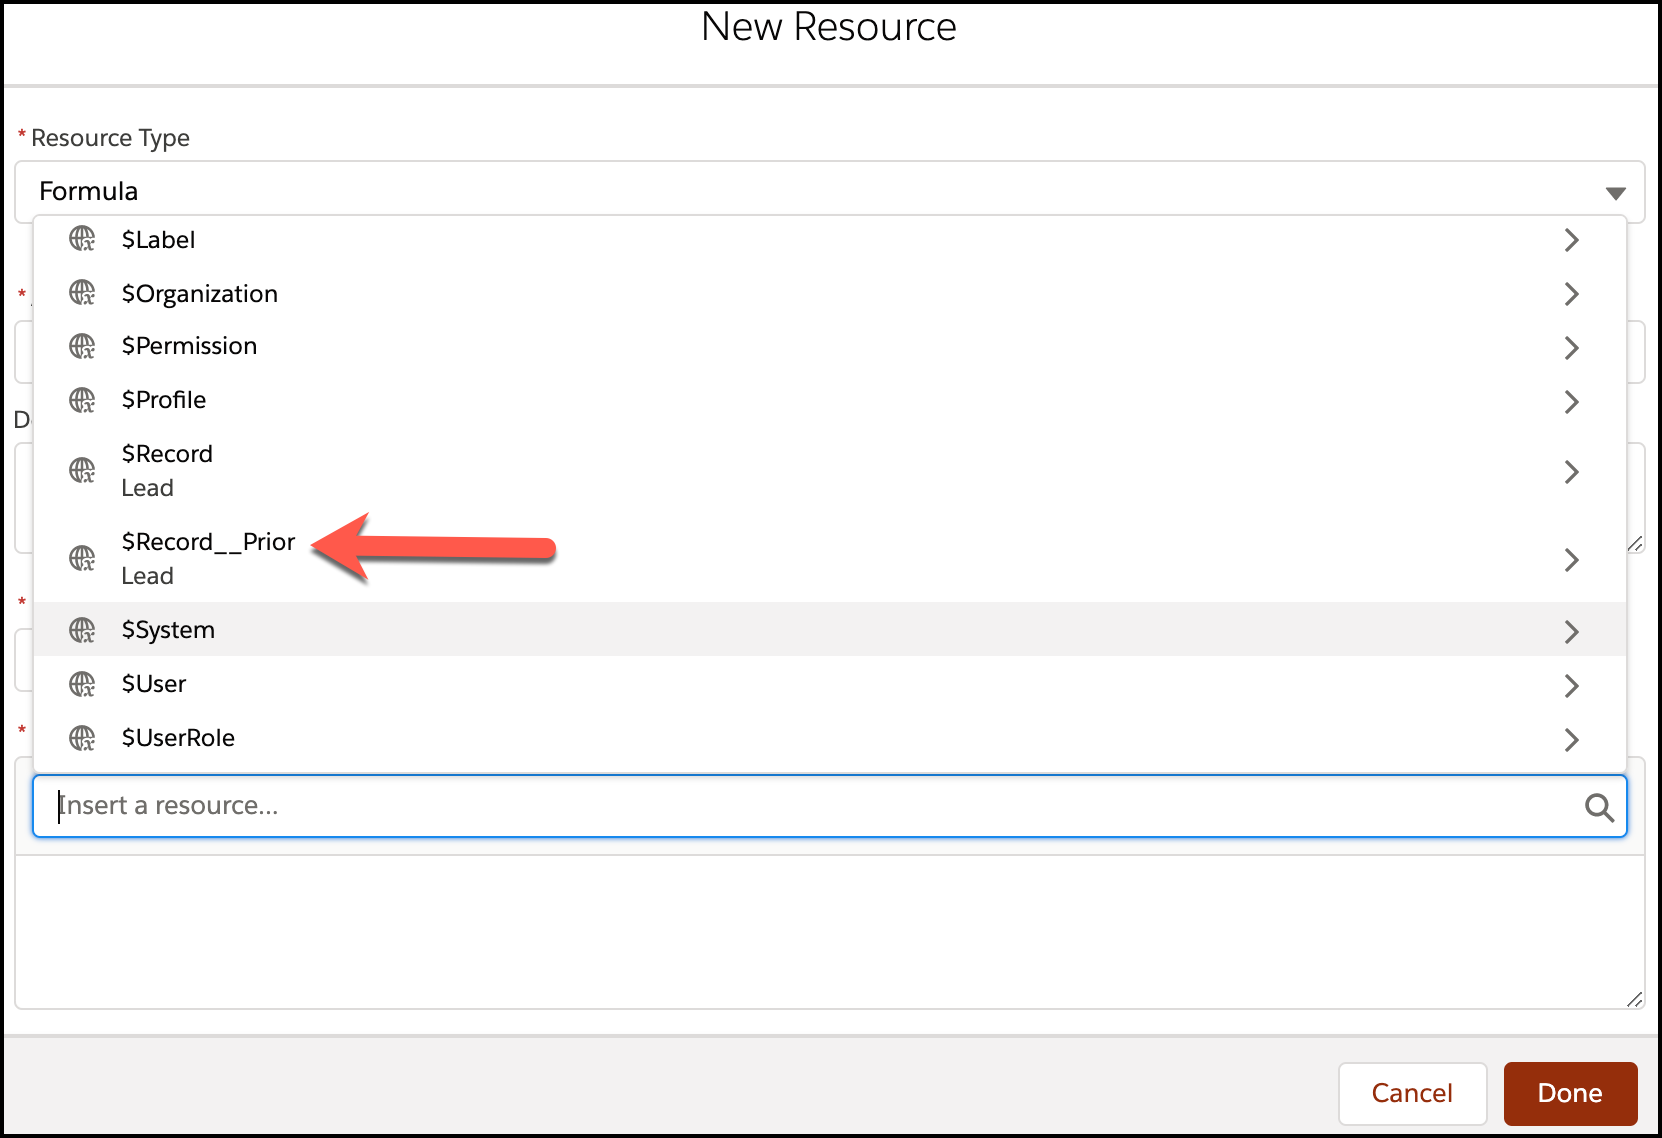 New Resource
* Resource Type
Formula
$Label
$Organization
*
$Permission
$Profile
D
$Record
Lead
$Record__Prior
Lead
*
$System
$User
*
$UserRole
Insert a resource...
Cancel
Done